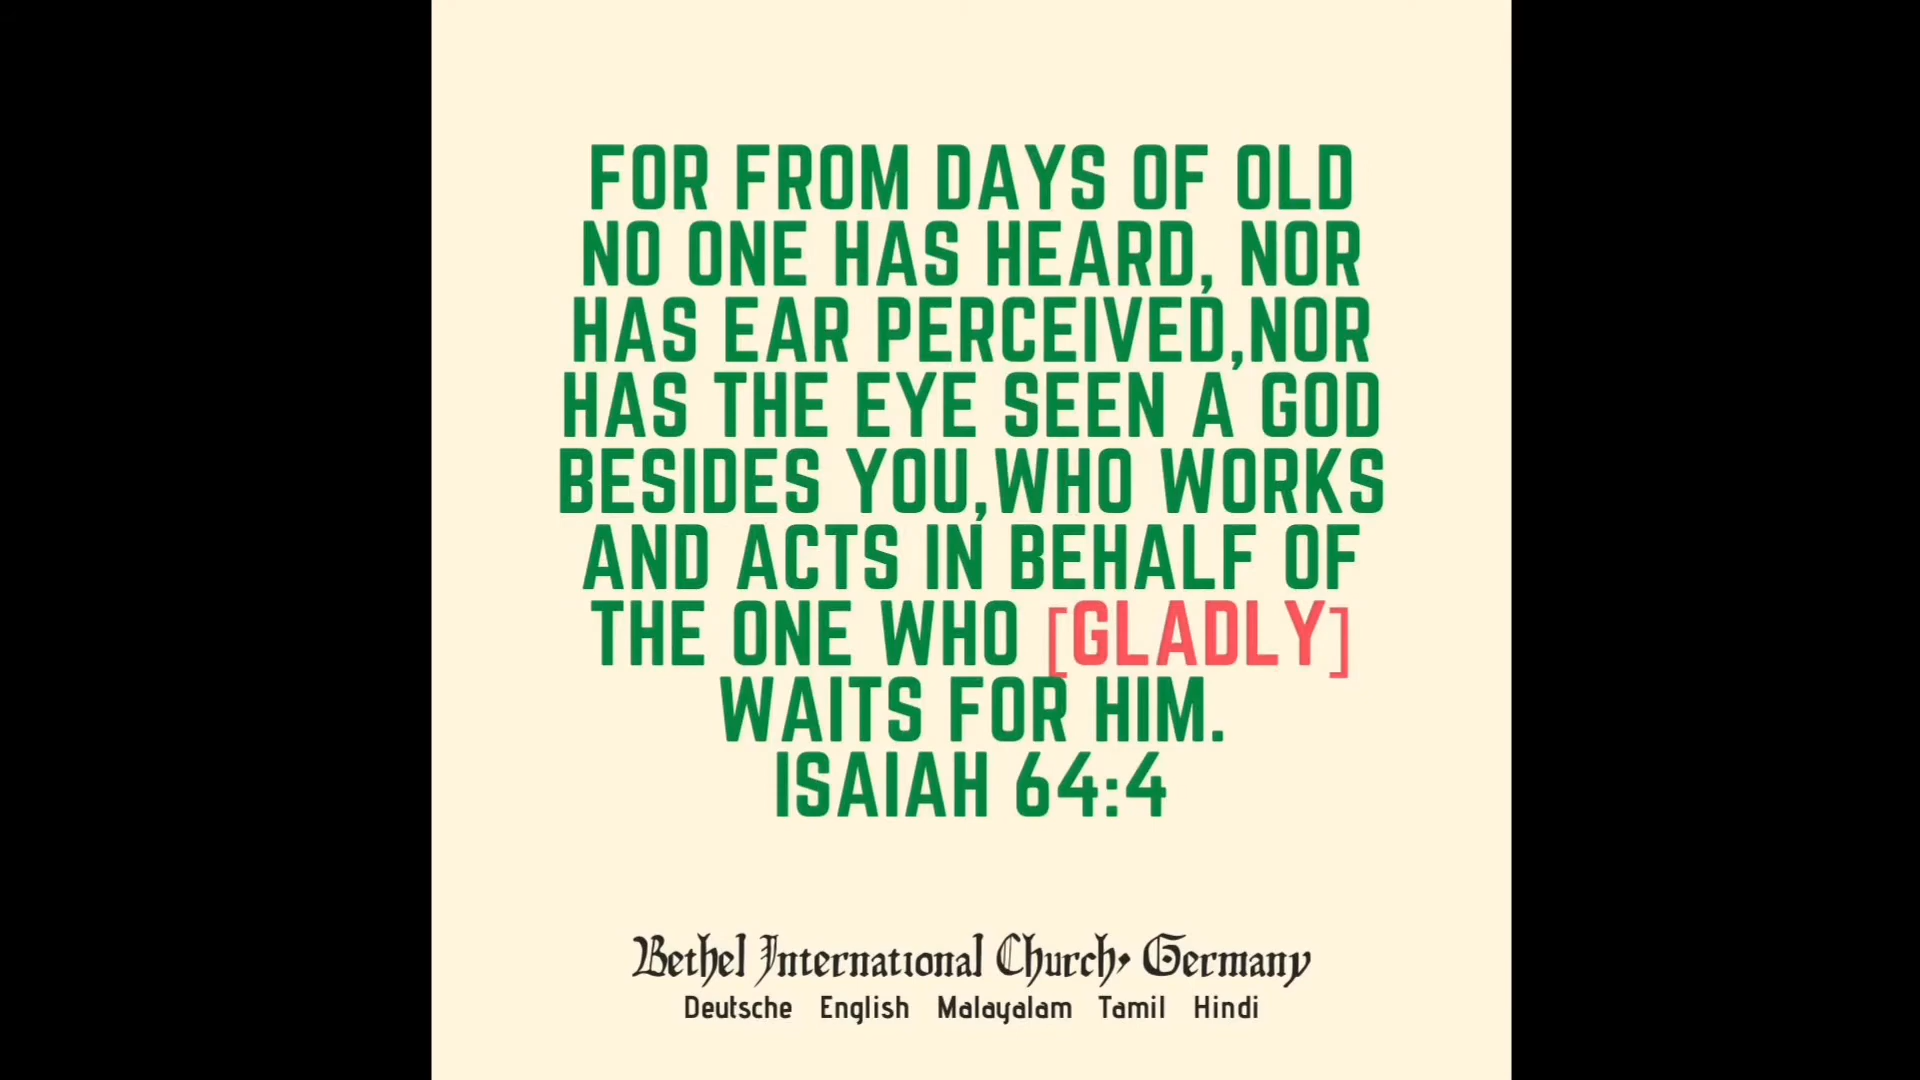 FOR FROM DAYS OF OLD
NO ONE HAS HEARD, NOR
HAS EAR PERCEIVED,NOR
HAS THE EYE SEEN A GOD
BESIDES YOU,WHO WORKS
AND ACTS IN BEHALF OF
THE ONE WHO [GLADLY]
WAITS FOR HIM.
ISAIAH 64:4
Bethel International Church, Germany
Deutsche English Malayalam Tamil Hindi